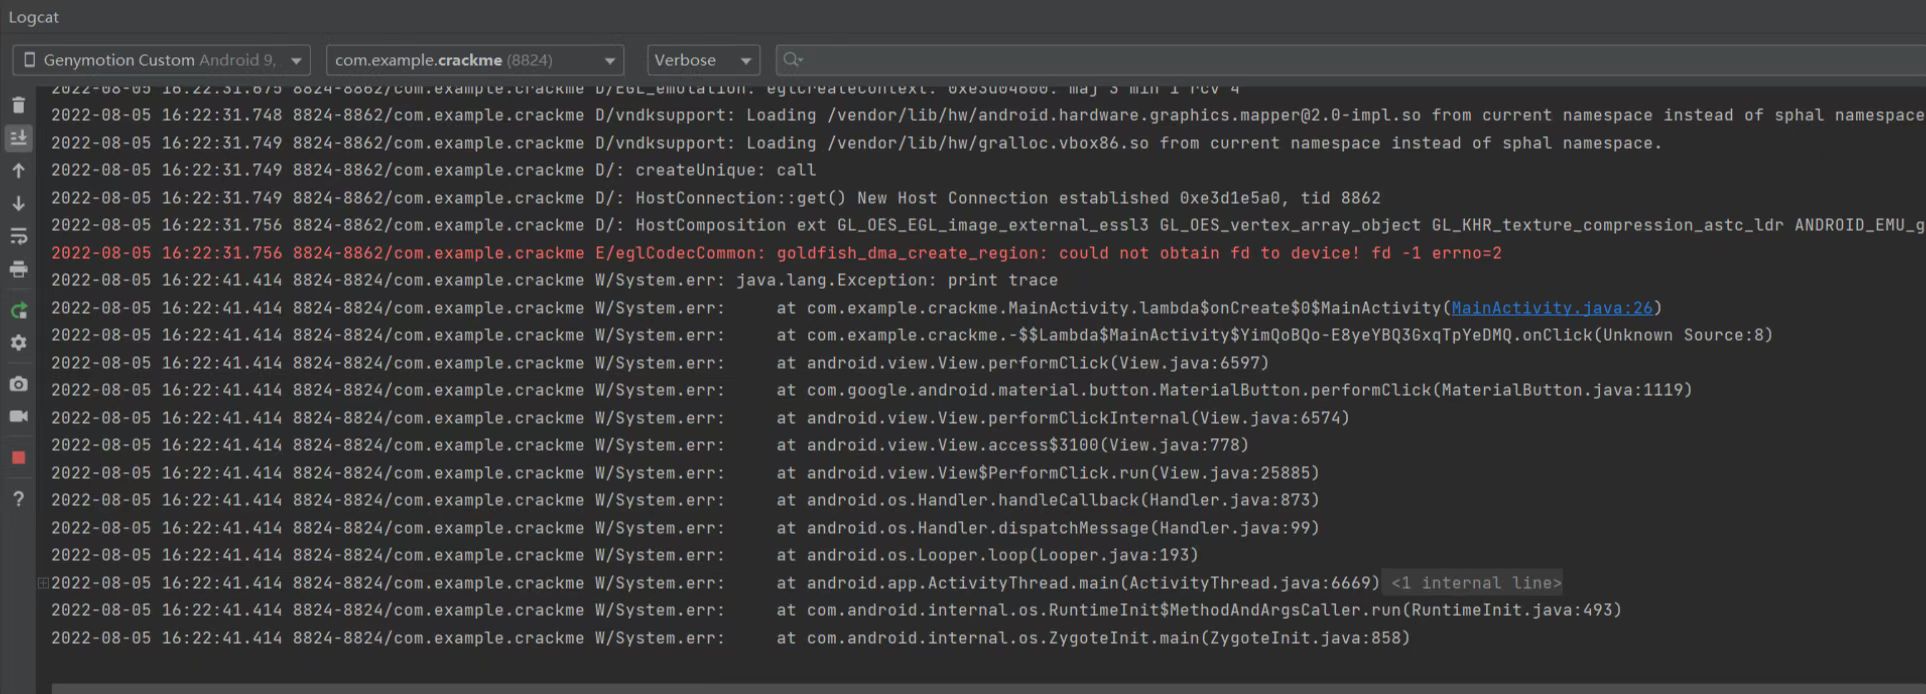 Logcat
Genymotion Custom Android 9, com.example.crackme (8824) Verbose
2022-08-05 16:22:31.675 8824-8862/com.example.crackme D/EGL_emulation: eglCreateContext: 0xe3d04600: maj 3 min 1 rcv 4
2022-08-05 16:22:31.748 8824-8862/com.example.crackme D/vndksupport: Loading /vendor/lib/hw/android.hardware.graphics.mapper@2.0-impl.so from current namespace instead of sphal namespace
2022-08-05 16:22:31.749 8824-8862/com.example.crackme D/vndksupport: Loading /vendor/lib/hw/gralloc.vbox86.so from current namespace instead of sphal namespace.
2022-08-05 16:22:31.749 8824-8862/com.example.crackme D/: createUnique: call
2022-08-05 16:22:31.749 8824-8862/com.example.crackme D/: HostConnection::get() New Host Connection established 0xe3d1e5a0, tid 8862
2022-08-05 16:22:31.756 8824-8862/com.example.crackme D/: HostComposition ext GL_OES_EGL_image_external_essl3 GL_OES_vertex_array_object GL_KHR_texture_compression_astc_ldr ANDROID_EMU_g
2022-08-05 16:22:31.756 8824-8862/com.example.crackme E/eglCodecCommon: goldfish_dma_create_region: could not obtain fd to device! fd -1 errno=2
2022-08-05 16:22:41.414 8824-8824/com.example.crackme W/System.err: java.lang.Exception: print trace
2022-08-05 16:22:41.414 8824-8824/com.example.crackme W/System.err:     at com.example.crackme.MainActivity.lambda$onCreate$0$MainActivity(MainActivity.java:26)
2022-08-05 16:22:41.414 8824-8824/com.example.crackme W/System.err:     at com.example.crackme.-$$Lambda$MainActivity$YimQoBQo-E8yeYBQ3GxqTpYeDMQ.onClick(Unknown Source:8)
2022-08-05 16:22:41.414 8824-8824/com.example.crackme W/System.err:     at android.view.View.performClick(View.java:6597)
2022-08-05 16:22:41.414 8824-8824/com.example.crackme W/System.err:     at com.google.android.material.button.MaterialButton.performClick(MaterialButton.java:1119)
2022-08-05 16:22:41.414 8824-8824/com.example.crackme W/System.err:     at android.view.View.performClickInternal(View.java:6574)
2022-08-05 16:22:41.414 8824-8824/com.example.crackme W/System.err:     at android.view.View.access$3100(View.java:778)
2022-08-05 16:22:41.414 8824-8824/com.example.crackme W/System.err:     at android.view.View$PerformClick.run(View.java:25885)
2022-08-05 16:22:41.414 8824-8824/com.example.crackme W/System.err:     at android.os.Handler.handleCallback(Handler.java:873)
2022-08-05 16:22:41.414 8824-8824/com.example.crackme W/System.err:     at android.os.Handler.dispatchMessage(Handler.java:99)
2022-08-05 16:22:41.414 8824-8824/com.example.crackme W/System.err:     at android.os.Looper.loop(Looper.java:193)
2022-08-05 16:22:41.414 8824-8824/com.example.crackme W/System.err:     at android.app.ActivityThread.main(ActivityThread.java:6669) <1 internal line>
2022-08-05 16:22:41.414 8824-8824/com.example.crackme W/System.err:     at com.android.internal.os.RuntimeInit$MethodAndArgsCaller.run(RuntimeInit.java:493)
2022-08-05 16:22:41.414 8824-8824/com.example.crackme W/System.err:     at com.android.internal.os.ZygoteInit.main(ZygoteInit.java:858)